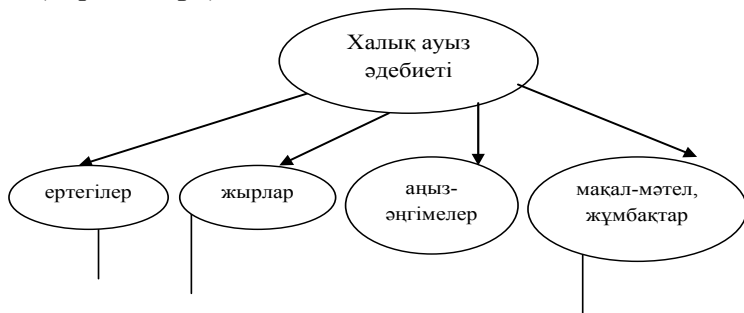 Халық ауыз
әдебиеті
ертегілер
жырлар
аңыз-
әңгімелер
мақал-мәтел,
жұмбақтар